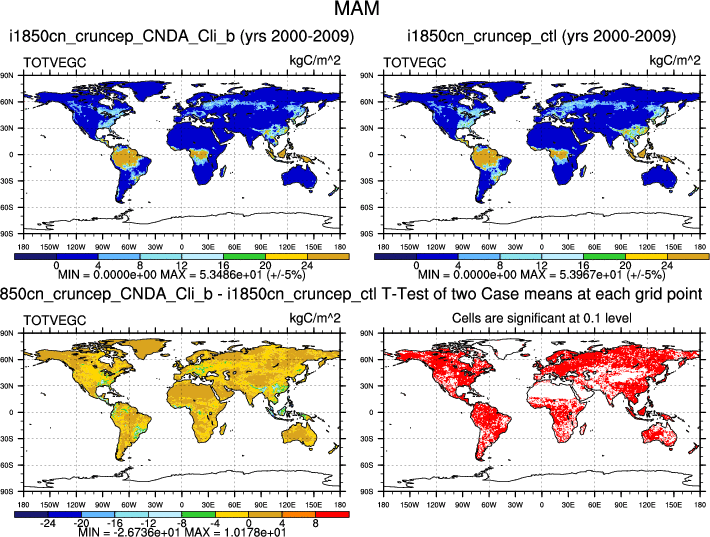 MAM
i1850cn_cruncep_CNDA_Cli_b (yrs 2000-2009)
i1850cn_cruncep_ctl (yrs 2000-2009)
TOTVEGC kgC/m^2
TOTVEGC kgC/m^2
90N
60N
30N
0
30S
60S
90S
180 150W 120W 90W 60W 30W 0 30E 60E 90E 120E 150E 180
0 4 8 12 16 20 24
MIN = 0.0000e+00 MAX = 5.3486e+01 (+/-5%)
90N
60N
30N
0
30S
60S
90S
180 150W 120W 90W 60W 30W 0 30E 60E 90E 120E 150E 180
0 4 8 12 16 20 24
MIN = 0.0000e+00 MAX = 5.3967e+01 (+/-5%)
850cn_cruncep_CNDA_Cli_b - i1850cn_cruncep_ctl
T-Test of two Case means at each grid point
TOTVEGC kgC/m^2
Cells are significant at 0.1 level
90N
60N
30N
0
30S
60S
90S
180 150W 120W 90W 60W 30W 0 30E 60E 90E 120E 150E 180
-24 -20 -16 -12 -8 -4 0 4 8
MIN = -2.6736e+01 MAX = 1.0178e+01
90N
60N
30N
0
30S
60S
90S
180 150W 120W 90W 60W 30W 0 30E 60E 90E 120E 150E 180